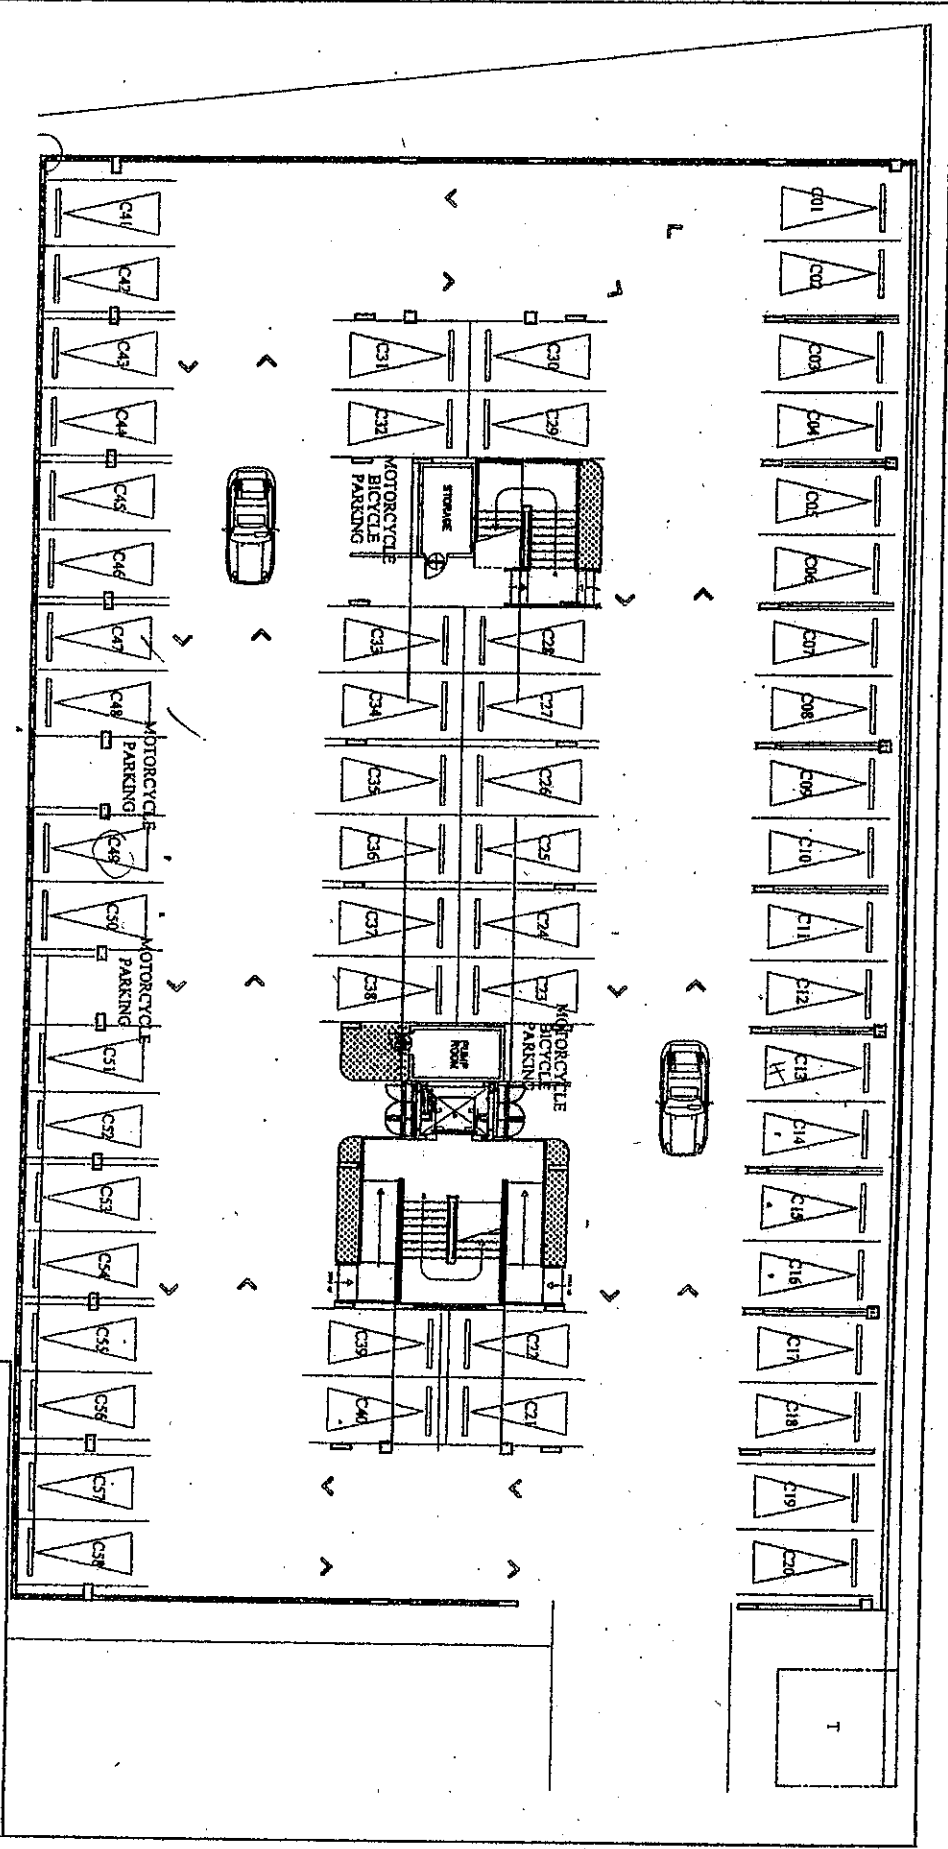 C01
C02
C03
C04
C05
C06
C07
C08
C09
C10
C11
C12
C13
C14
C15
C16
C17
C18
C19
C20
T
C30
C29
C28
C27
C26
C25
C24
C23
C22
C21
STORAGE
MOTORCYCLE
BICYCLE
PARKING
PUMP
ROOM
C31
C32
MOTORCYCLE
BICYCLE
PARKING
C33
C34
C35
C36
C37
C38
C39
C40
C41
C42
C43
C44
C45
C46
C47
C48
MOTORCYCLE
PARKING
C49
C50
MOTORCYCLE
PARKING
C51
C52
C53
C54
C55
C56
C57
C58